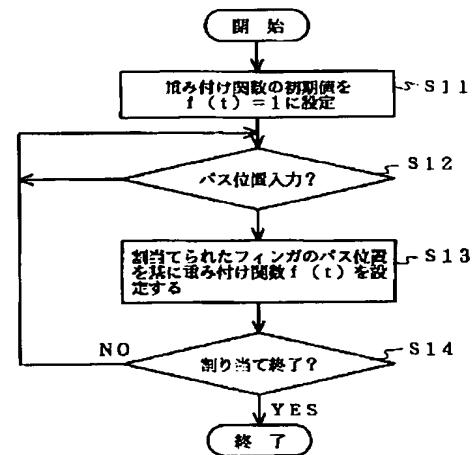 開 始
重み付け関数の初期値を
f (t) =1に設定
S11
パス位置入力?
S12
割当てられたフィンガのパス位置
を基に重み付け関数f (t) を設
定する
S13
NO
割り当て終了?
S14
YES
終 了